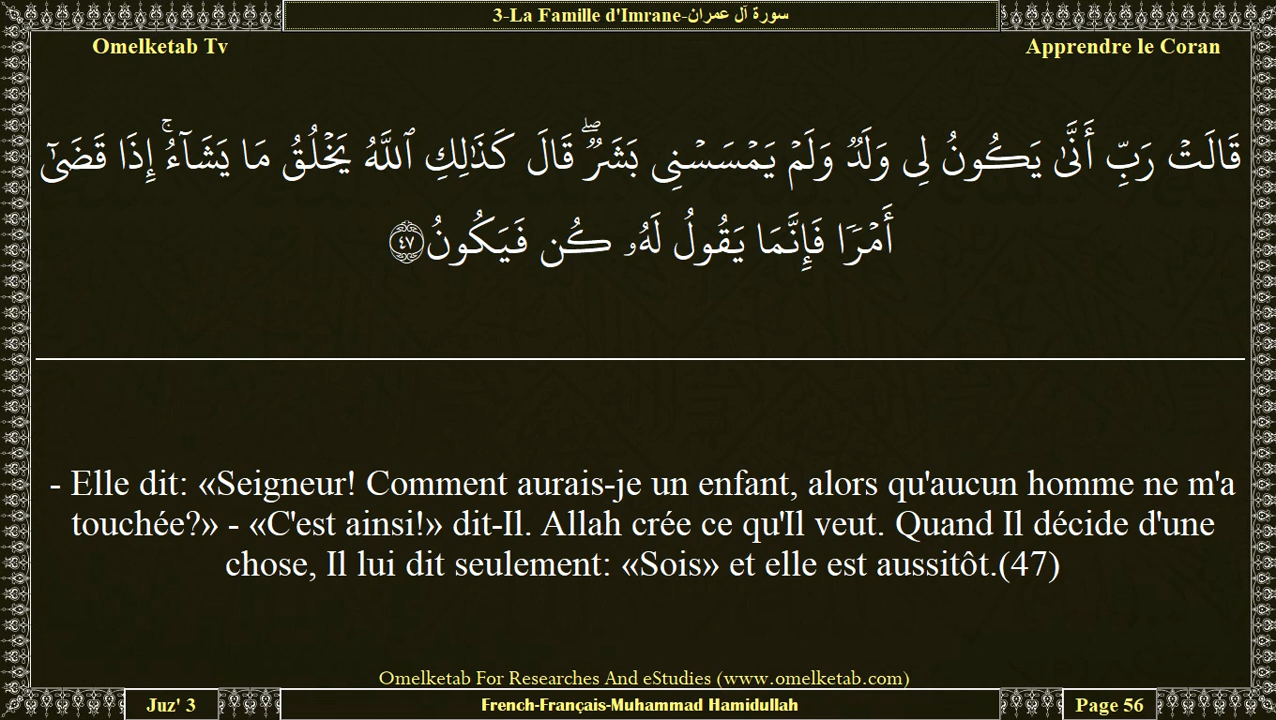 3-La Famille d'Imrane-سورة آل عمران
Omelketab Tv
Apprendre le Coran
قَالَتْ رَبِّ أَنَّىٰ يَكُونُ لِى وَلَدٌ وَلَمْ يَمْسَسْنِى بَشَرٌ ۖ قَالَ كَذَٰلِكِ ٱللَّهُ يَخْلُقُ مَا يَشَآءُ ۚ إِذَا قَضَىٰٓ
أَمْرًا فَإِنَّمَا يَقُولُ لَهُۥ كُن فَيَكُونُ ٤٧
- Elle dit: «Seigneur! Comment aurais-je un enfant, alors qu'aucun homme ne m'a
touchée?» - «C'est ainsi!» dit-Il. Allah crée ce qu'Il veut. Quand Il décide d'une
chose, Il lui dit seulement: «Sois» et elle est aussitôt.(47)
Omelketab For Researches And eStudies (www.omelketab.com)
Juz' 3
French-Français-Muhammad Hamidullah
Page 56